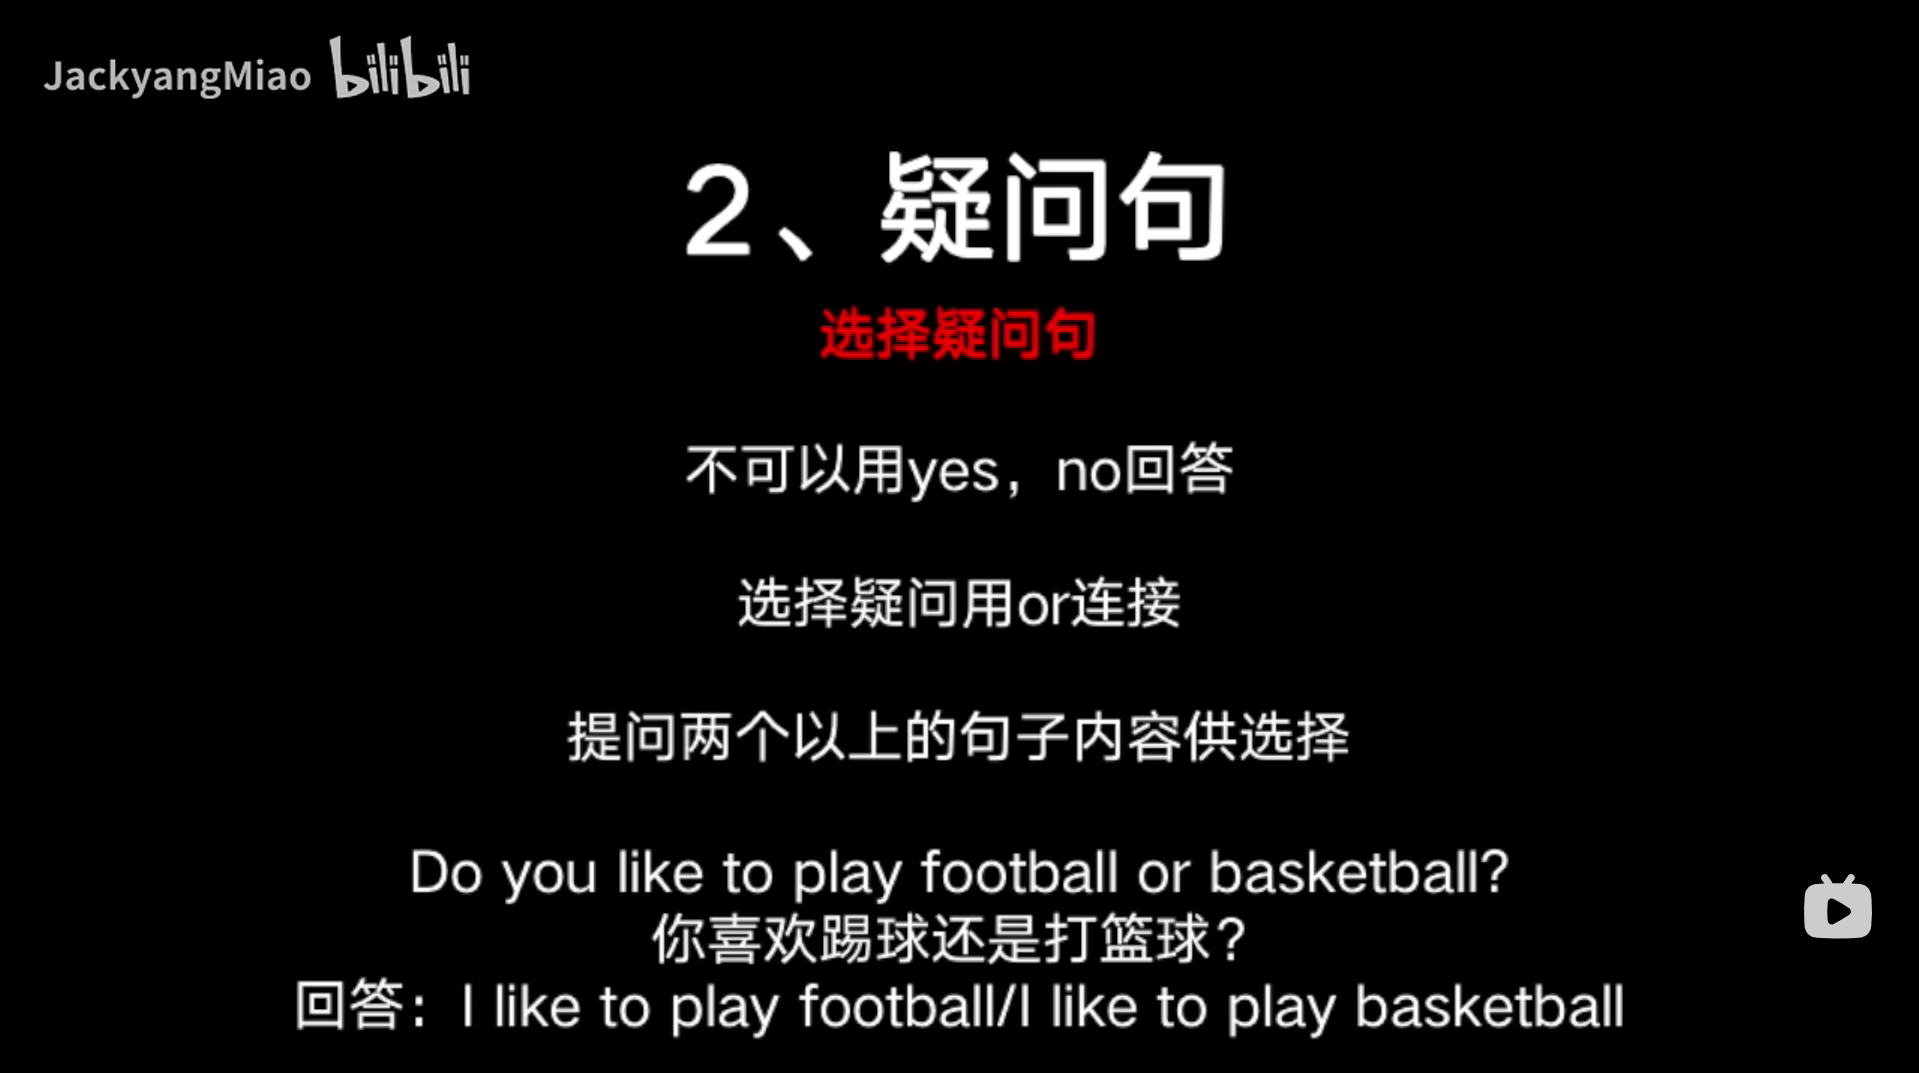 JackyangMiao bilibili
2、疑问句
选择疑问句
不可以用yes，no回答
选择疑问用or连接
提问两个以上的句子内容供选择
Do you like to play football or basketball?
你喜欢踢球还是打篮球？
回答：I like to play football/I like to play basketball